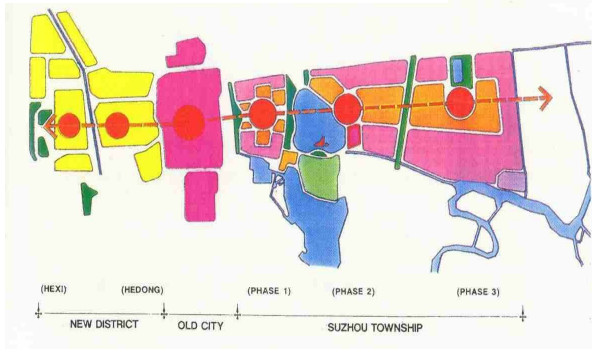 (HEXI) (HEDONG) (PHASE 1) (PHASE 2) (PHASE 3)
NEW DISTRICT OLD CITY SUZHOU TOWNSHIP